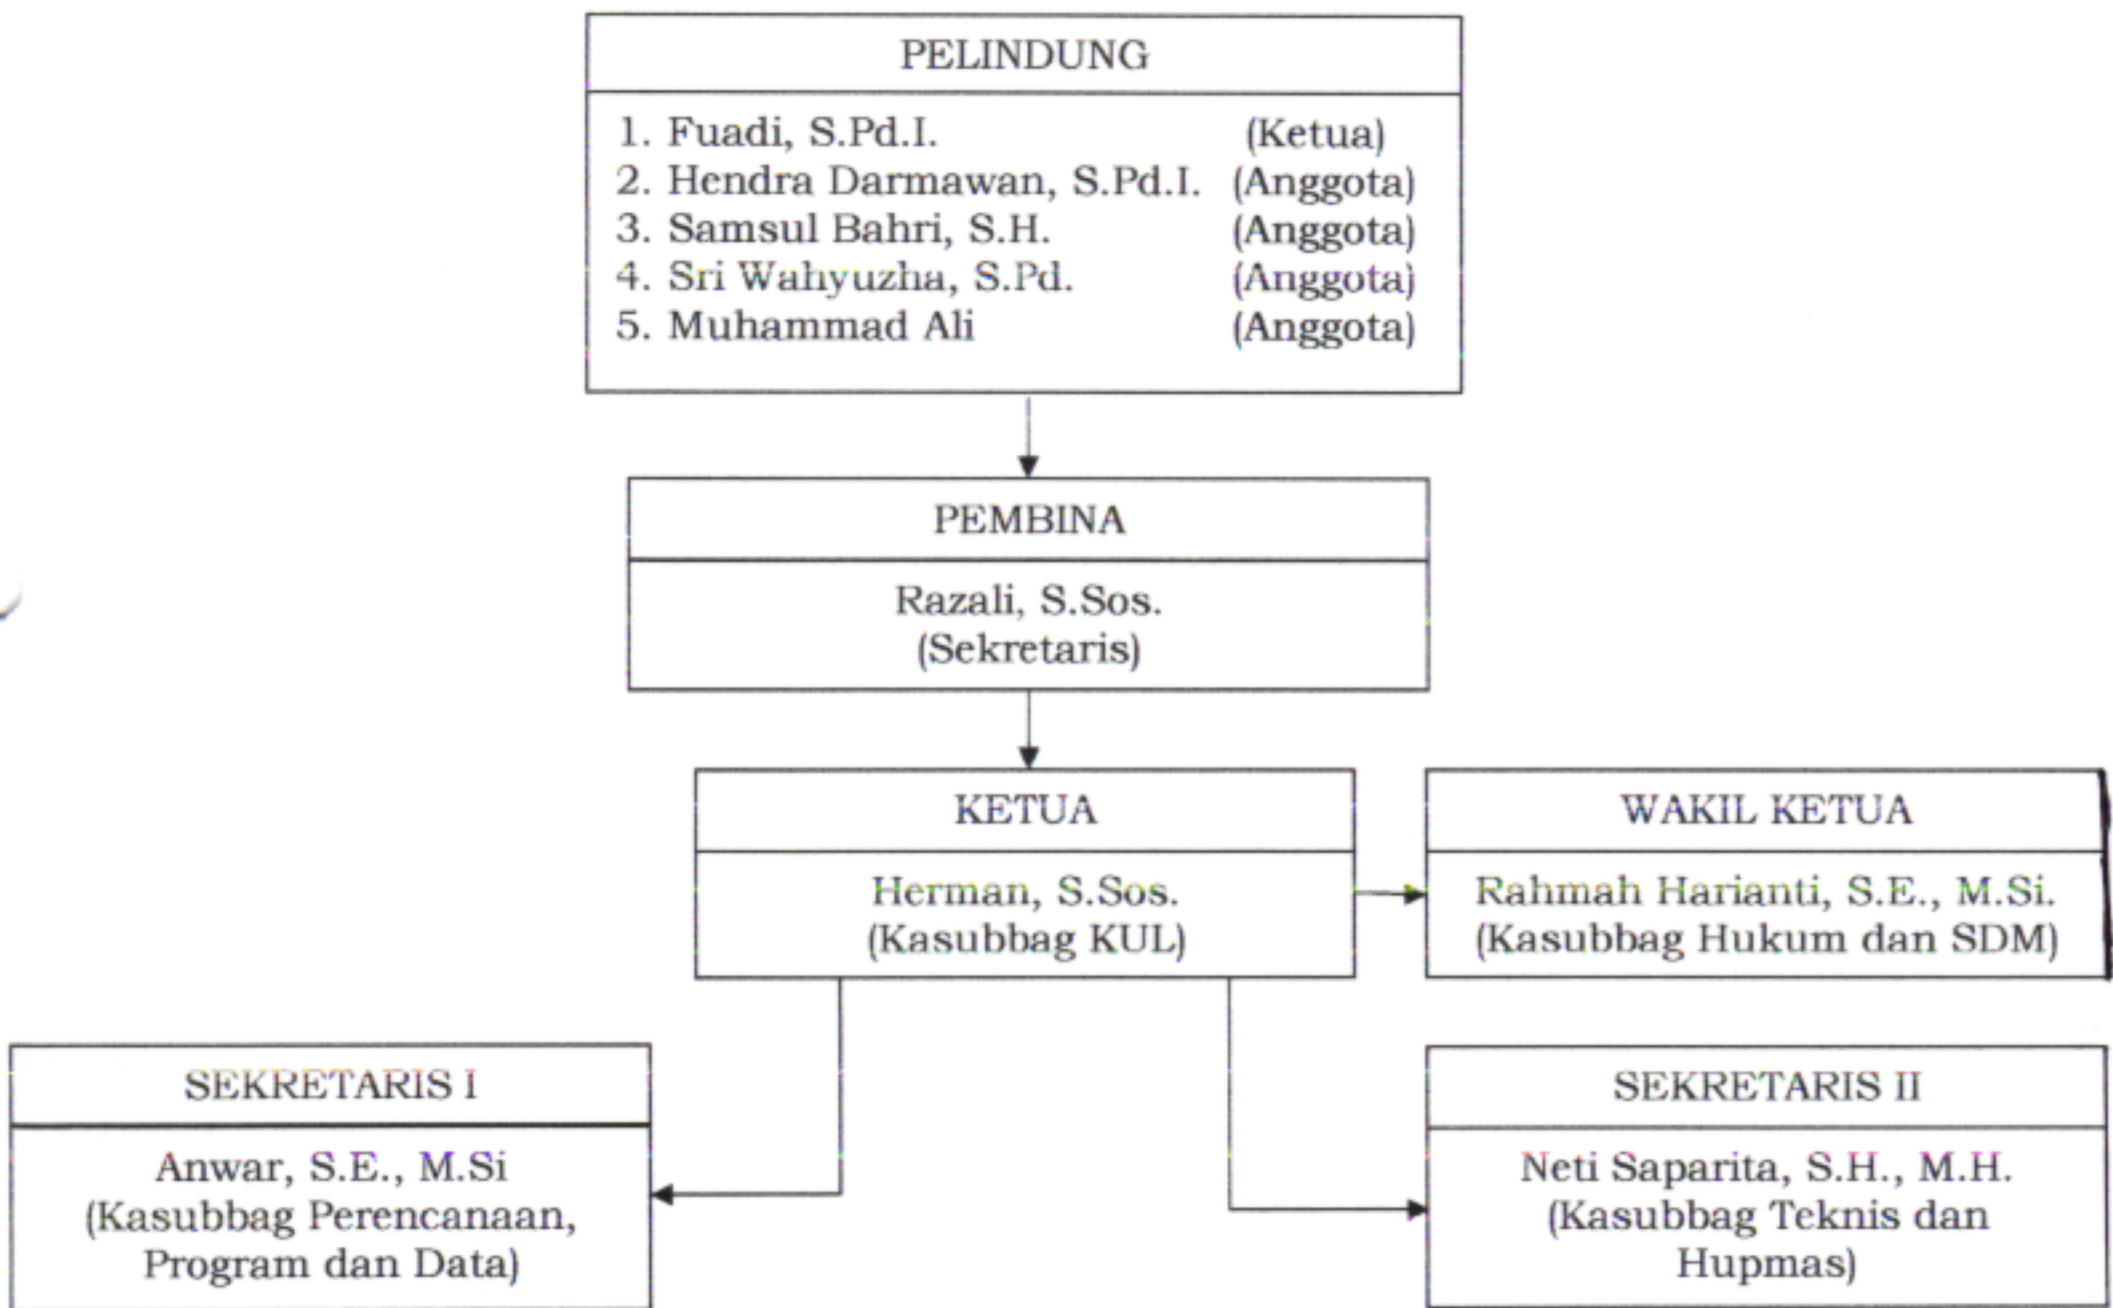 PELINDUNG
1. Fuadi, S.Pd.I. (Ketua)
2. Hendra Darmawan, S.Pd.I. (Anggota)
3. Samsul Bahri, S.H. (Anggota)
4. Sri Wahyuzha, S.Pd. (Anggota)
5. Muhammad Ali (Anggota)
PEMBINA
Razali, S.Sos.
(Sekretaris)
KETUA
Herman, S.Sos.
(Kasubbag KUL)
WAKIL KETUA
Rahmah Harianti, S.E., M.Si.
(Kasubbag Hukum dan SDM)
SEKRETARIS I
Anwar, S.E., M.Si
(Kasubbag Perencanaan,
Program dan Data)
SEKRETARIS II
Neti Saparita, S.H., M.H.
(Kasubbag Teknis dan
Hupmas)